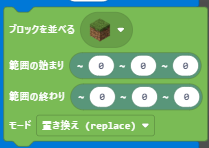 ブロックを並べる
範囲の始まり ~ 0 ~ 0 ~ 0
範囲の終わり ~ 0 ~ 0 ~ 0
モード 置き換え (replace)